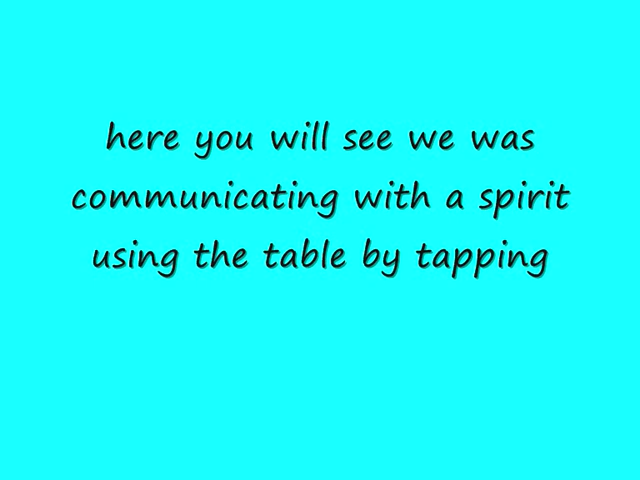 here you will see we was
communicating with a spirit
using the table by tapping